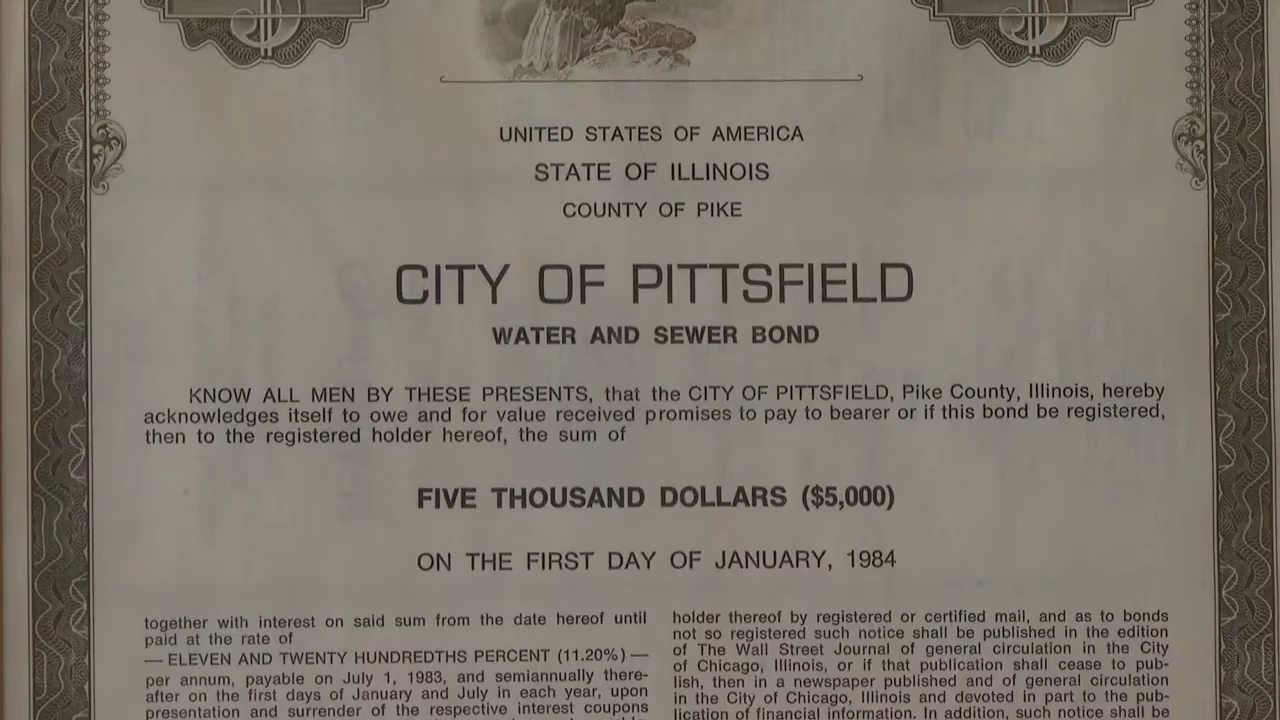 UNITED STATES OF AMERICA
STATE OF ILLINOIS
COUNTY OF PIKE
CITY OF PITTSFIELD
WATER AND SEWER BOND
KNOW ALL MEN BY THESE PRESENTS, that the CITY OF PITTSFIELD, Pike County, Illinois, hereby
acknowledges itself to owe and for value received promises to pay to bearer or if this bond be registered,
then to the registered holder hereof, the sum of
FIVE THOUSAND DOLLARS ($5,000)
ON THE FIRST DAY OF JANUARY, 1984
together with interest on said sum from the date hereof until
paid at the rate of
— ELEVEN AND TWENTY HUNDREDTHS PERCENT (11.20%) —
per annum, payable on July 1, 1983, and semiannually there-
after on the first days of January and July in each year, upon
presentation and surrender of the respective interest coupons
holder thereof by registered or certified mail, and as to bonds
not so registered such notice shall be published in the edition
of The Wall Street Journal of general circulation in the City
of Chicago, Illinois, or if that publication shall cease to pub-
lish, then in a newspaper published and of general circulation
in the City of Chicago, Illinois and devoted in part to the pub-
lication of financial information. In addition, such notice shall be